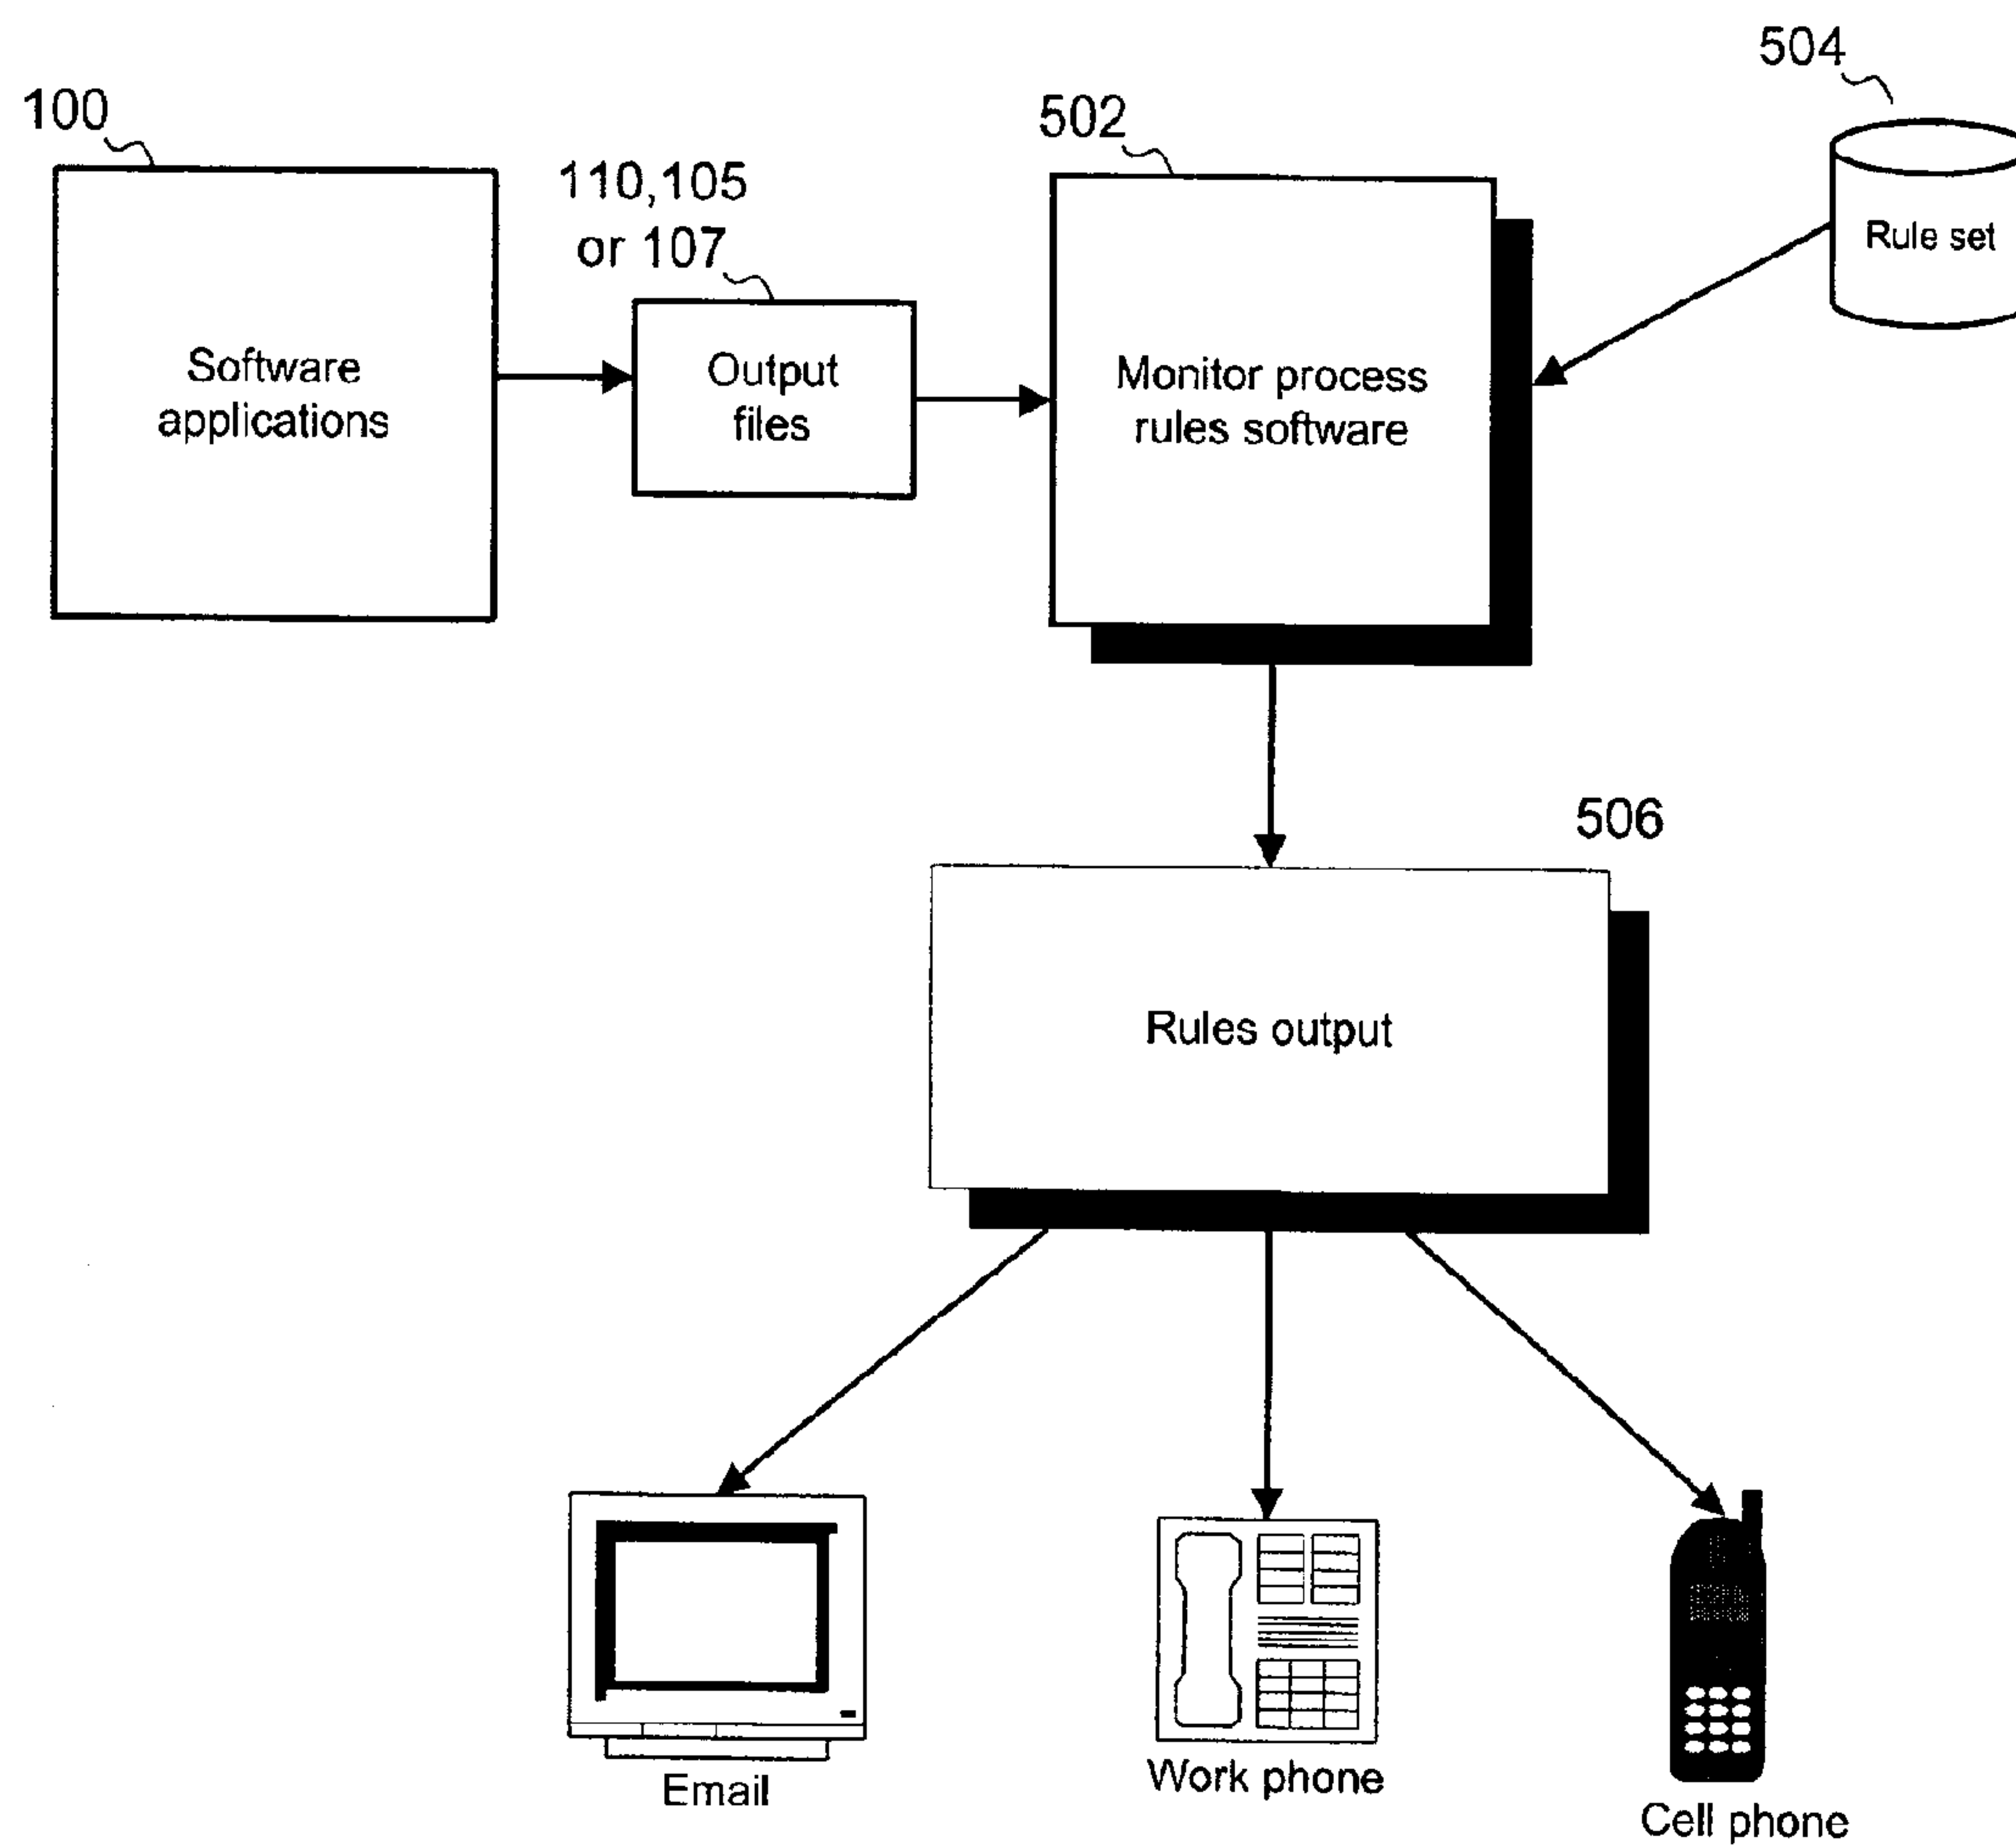 504
100
502
110,105
or 107
Rule set
Software
applications
Output
files
Monitor process
rules software
506
Rules output
Email
Work phone
Cell phone